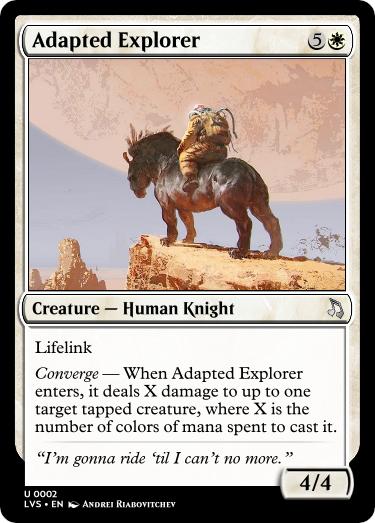 Adapted Explorer 5
Creature — Human Knight
Lifelink
Converge — When Adapted Explorer
enters, it deals X damage to up to one
target tapped creature, where X is the
number of colors of mana spent to cast it.
“I’m gonna ride ‘til I can’t no more.”
4/4
U 0002
LVS • EN Andrei Riabovitchev